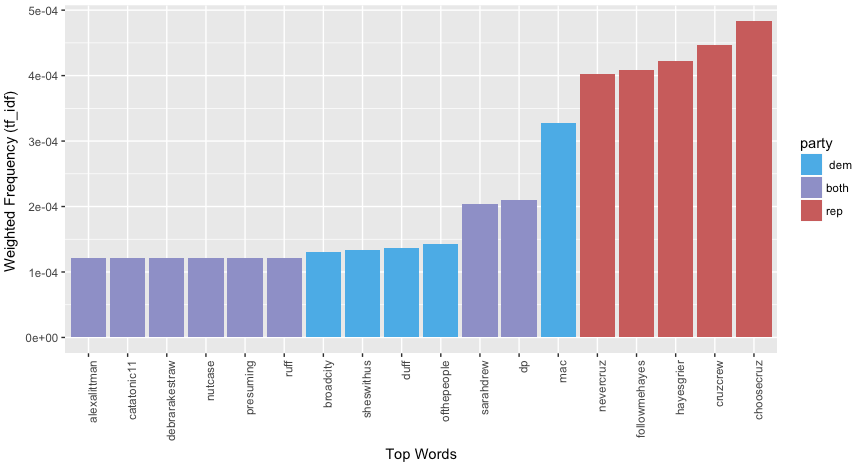 5e-04
4e-04
3e-04
2e-04
1e-04
0e+00
Weighted Frequency (tf_idf)
alexalittman
catatonic11
debrarakestraw
nutcase
presuming
ruff
broadcity
sheswithus
duff
ofthepeople
sarahdrew
dp
mac
nevercruz
followmehayes
hayesgrier
cruzcrew
choosecruz
Top Words
party
dem
both
rep